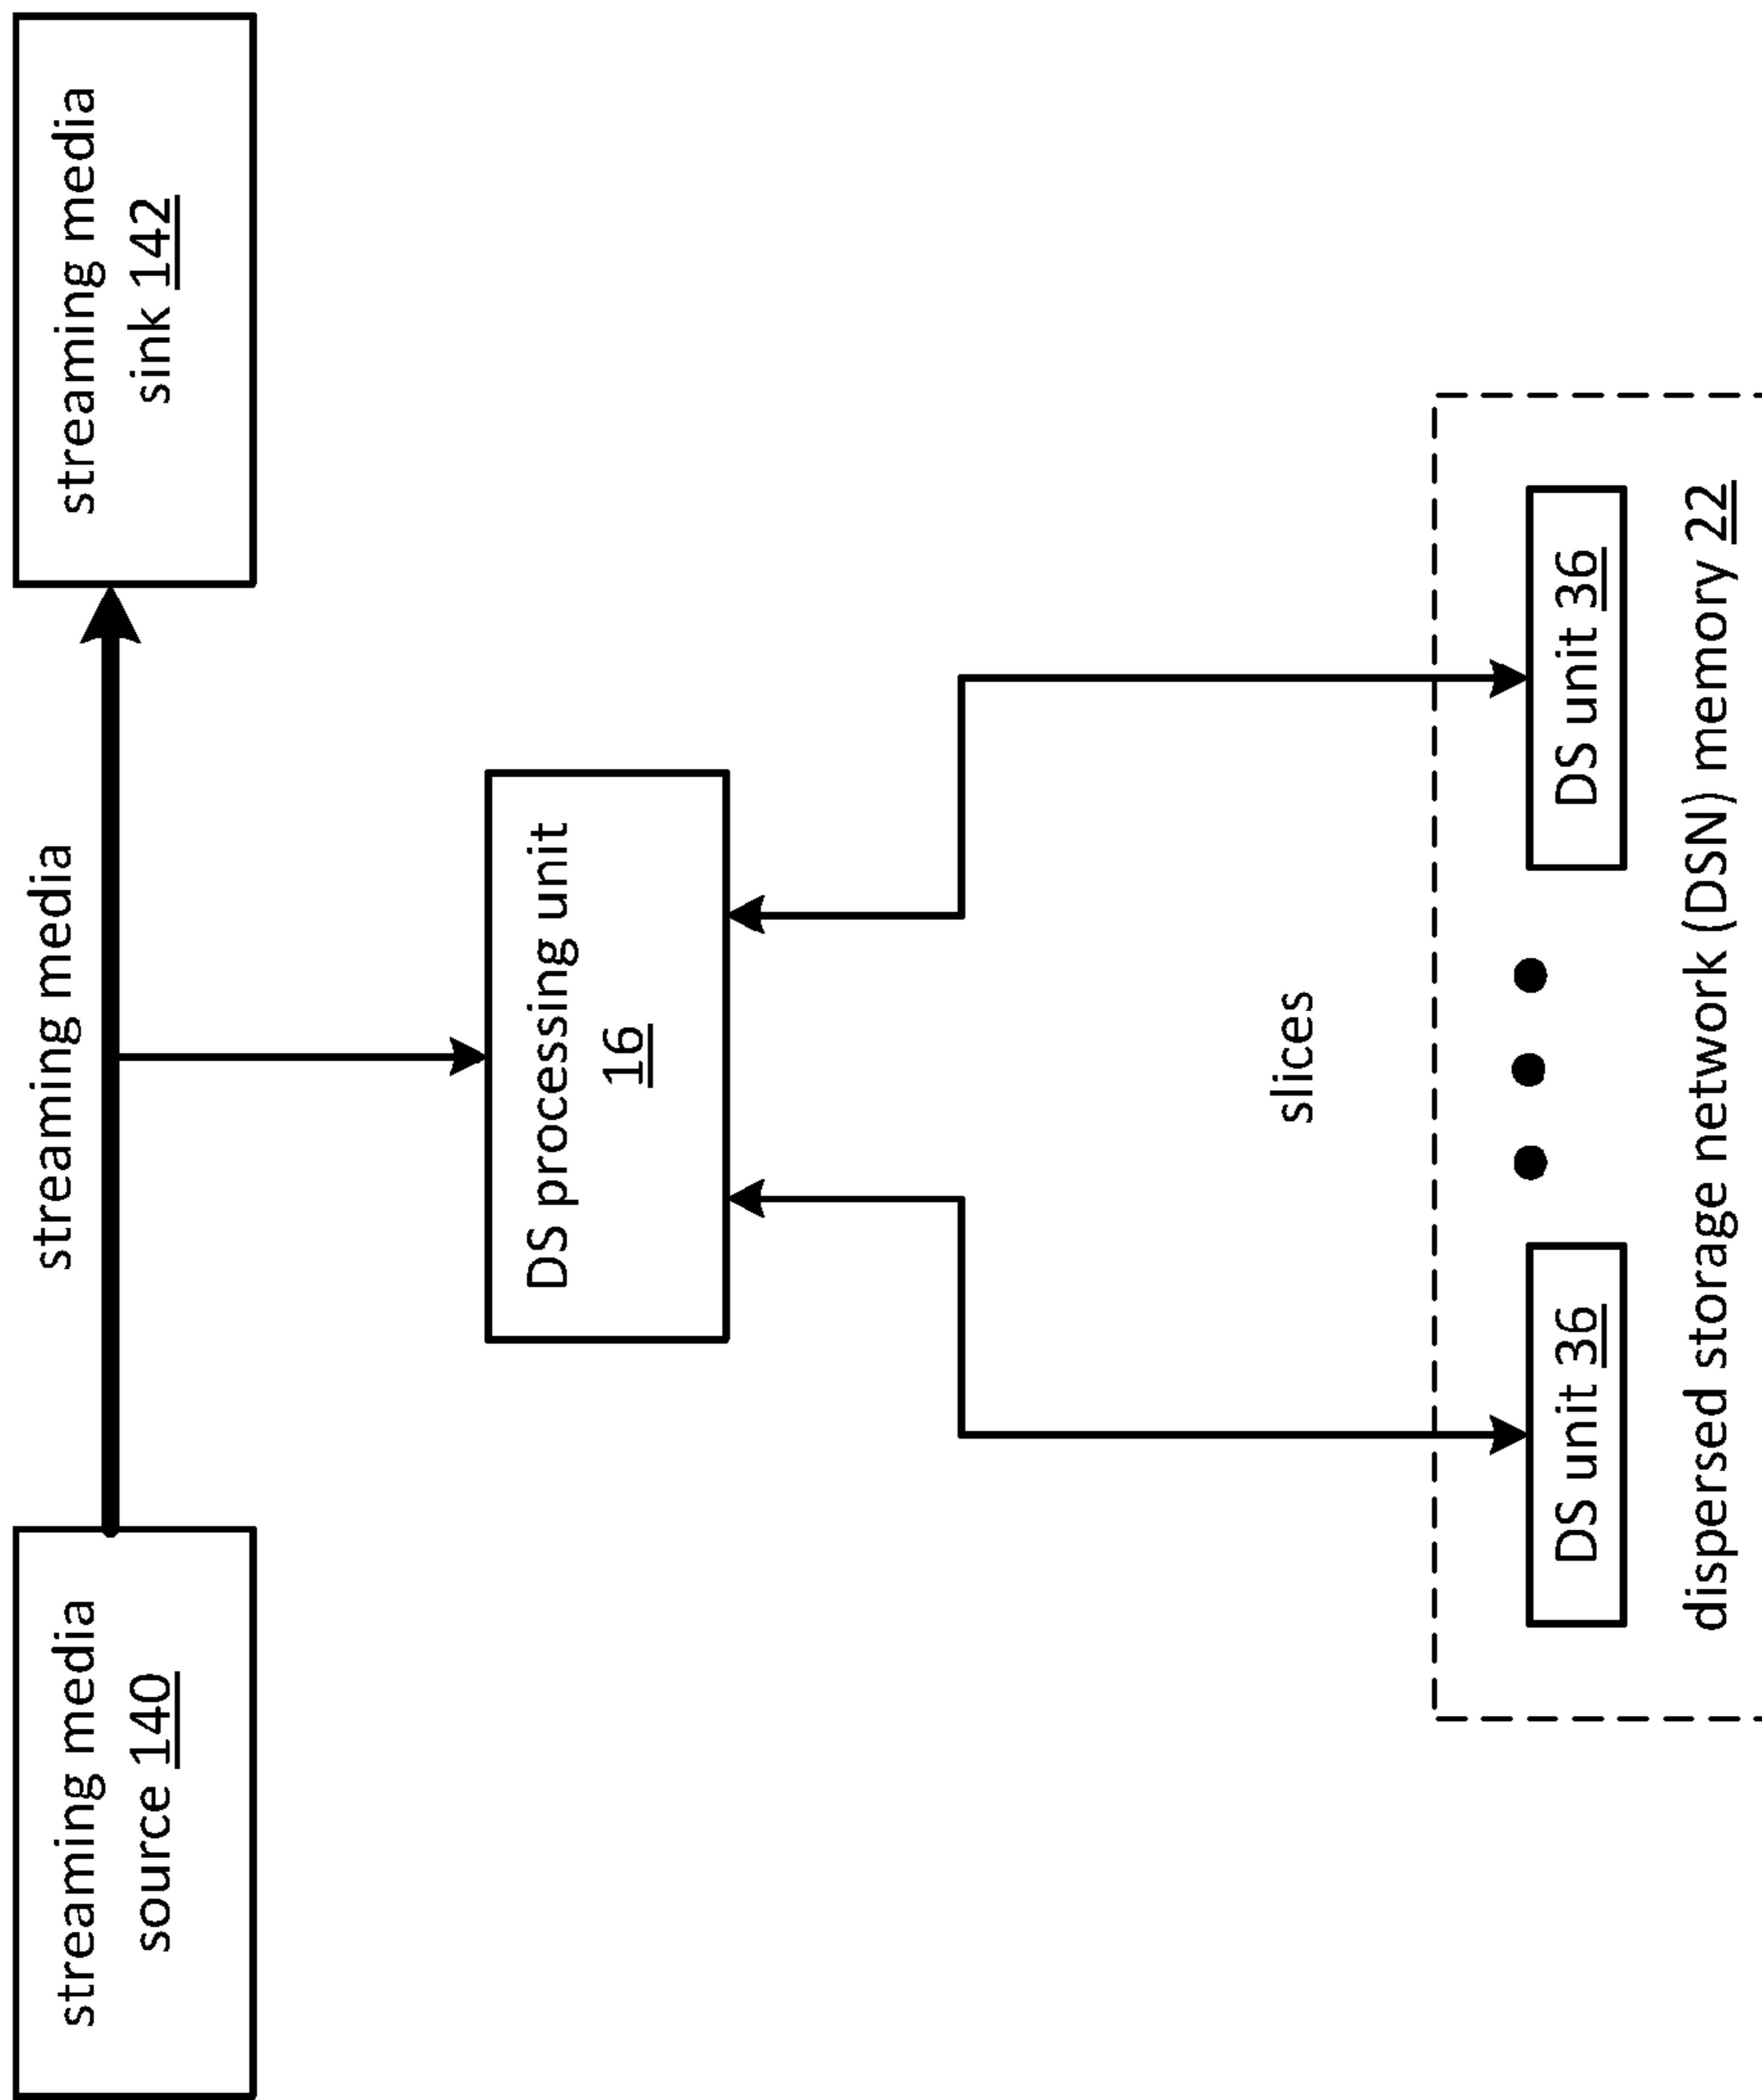 streaming media
source 140
streaming media
streaming media
sink 142
DS processing unit
16
slices
DS unit 36
DS unit 36
dispersed storage network (DSN) memory 22